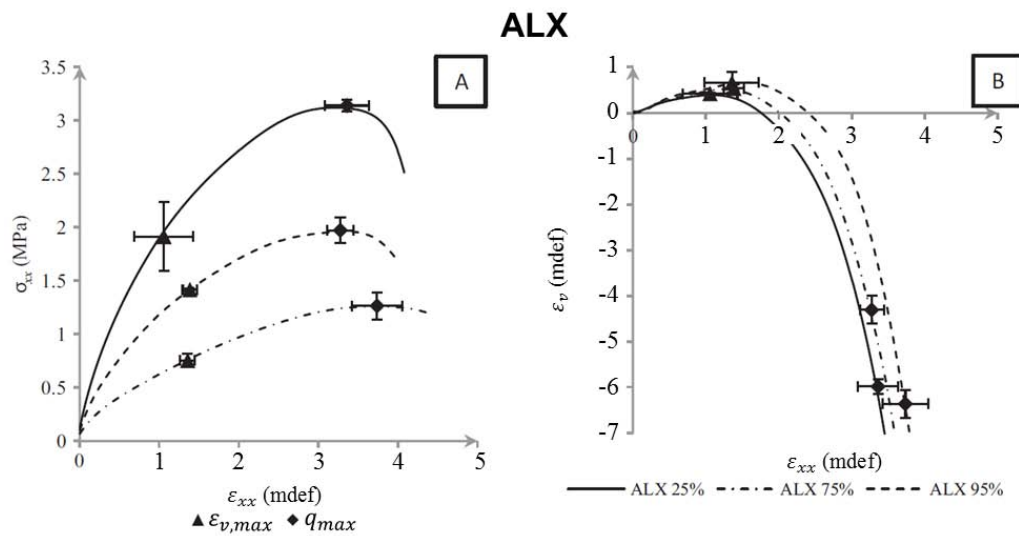 ALX
A
3.5
3
2.5
2
1.5
1
0.5
0
σxx (MPa)
0 1 2 3 4 5
εxx (mdef)
▲ εv,max ◆ qmax
B
1
0
-1
-2
-3
-4
-5
-6
-7
εv (mdef)
0 1 2 3 4 5
εxx (mdef)
ALX 25% ALX 75% ALX 95%